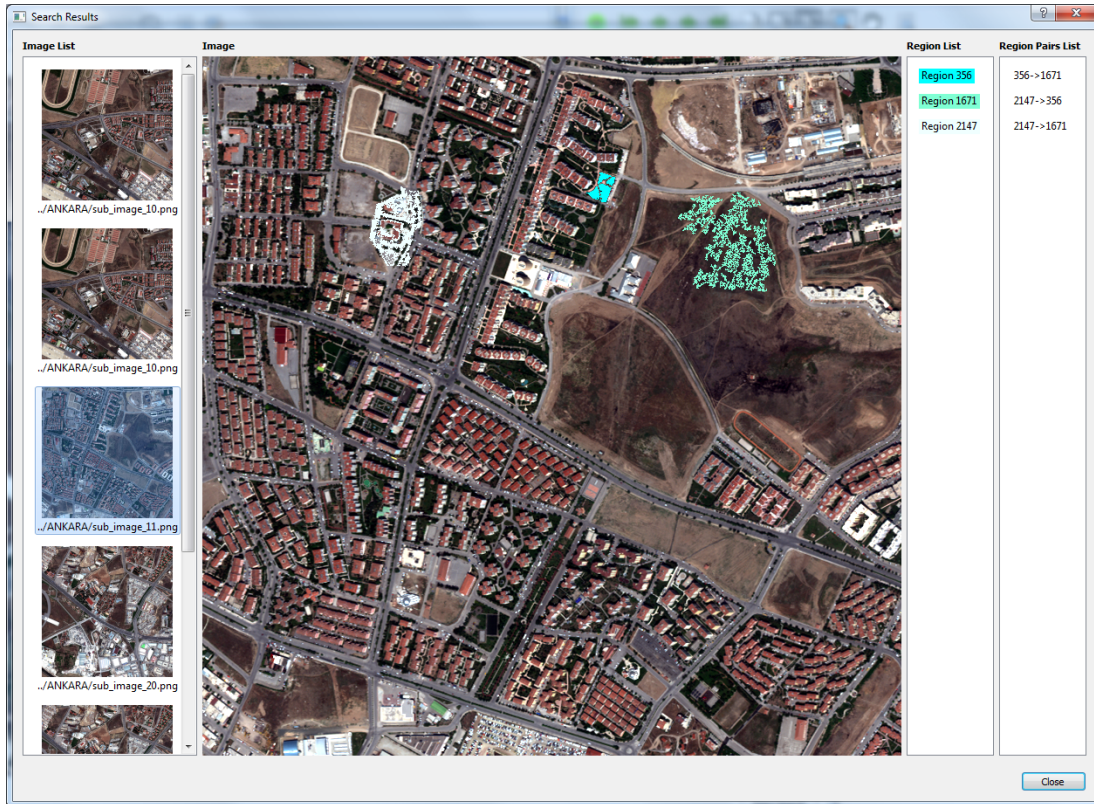 Search Results
Image List
../ANKARA/sub_image_10.png
../ANKARA/sub_image_10.png
../ANKARA/sub_image_11.png
../ANKARA/sub_image_20.png
Image
Region List
Region 356
Region 1671
Region 2147
Region Pairs List
356->1671
2147->356
2147->1671
Close